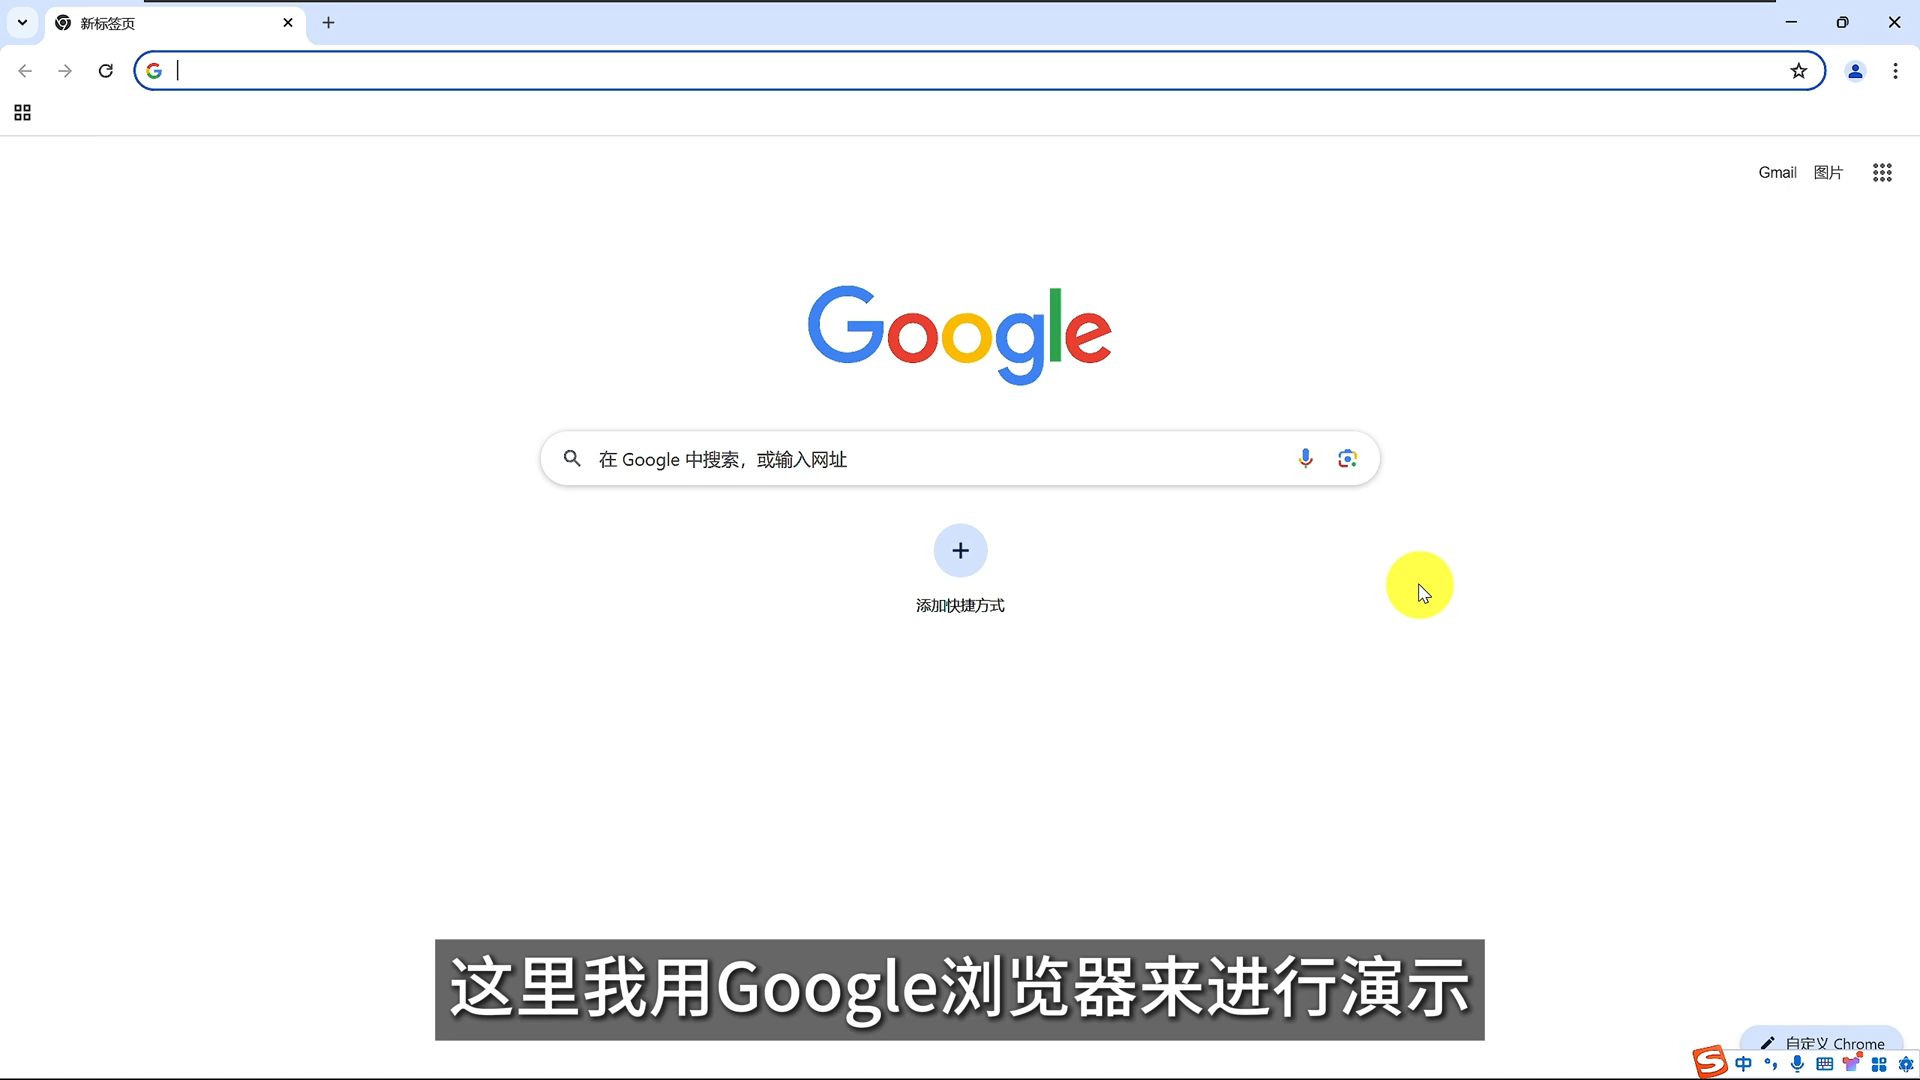 新标签页
Gmail 图片
Google
在 Google 中搜索，或输入网址
添加快捷方式
这里我用Google浏览器来进行演示
自定义 Chrome
中